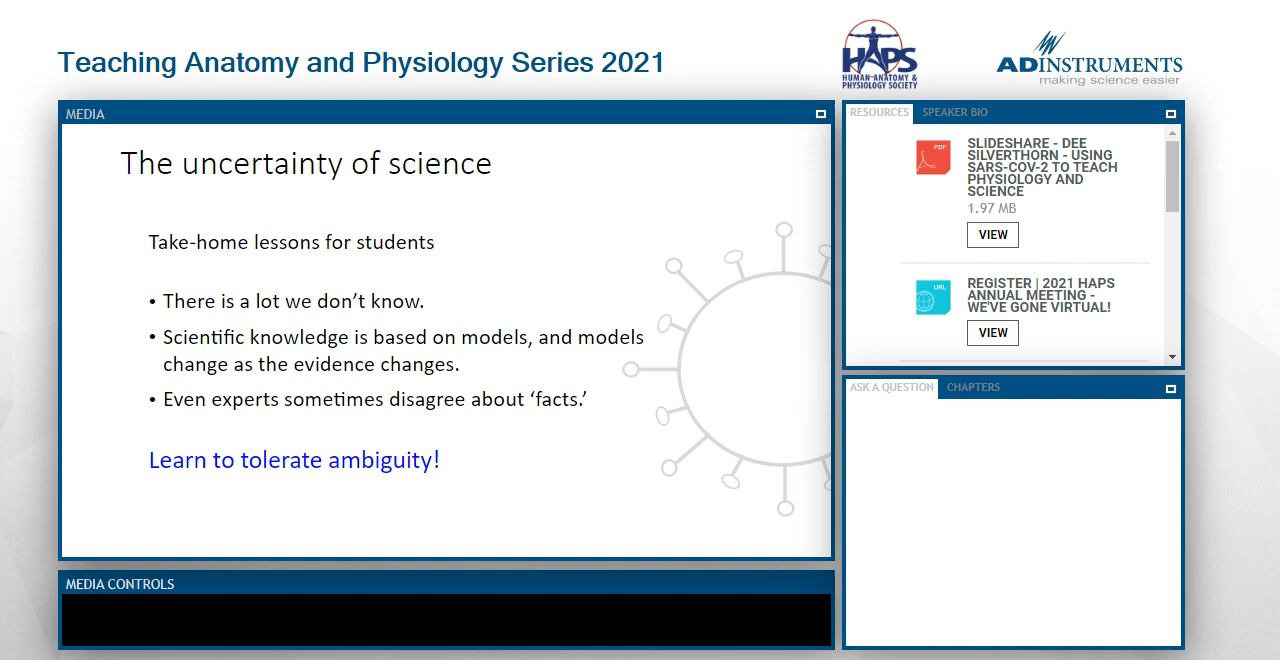 Teaching Anatomy and Physiology Series 2021
HAPS
HUMAN ANATOMY &
PHYSIOLOGY SOCIETY
ADINSTRUMENTS
making science easier
MEDIA
The uncertainty of science
Take-home lessons for students
• There is a lot we don’t know.
• Scientific knowledge is based on models, and models
change as the evidence changes.
• Even experts sometimes disagree about ‘facts.’
Learn to tolerate ambiguity!
MEDIA CONTROLS
RESOURCES SPEAKER BIO
PDF
SLIDESHARE - DEE
SILVERTHORN - USING
SARS-COV-2 TO TEACH
PHYSIOLOGY AND
SCIENCE
1.97 MB
VIEW
URL
REGISTER | 2021 HAPS
ANNUAL MEETING -
WE'VE GONE VIRTUAL!
VIEW
ASK A QUESTION CHAPTERS